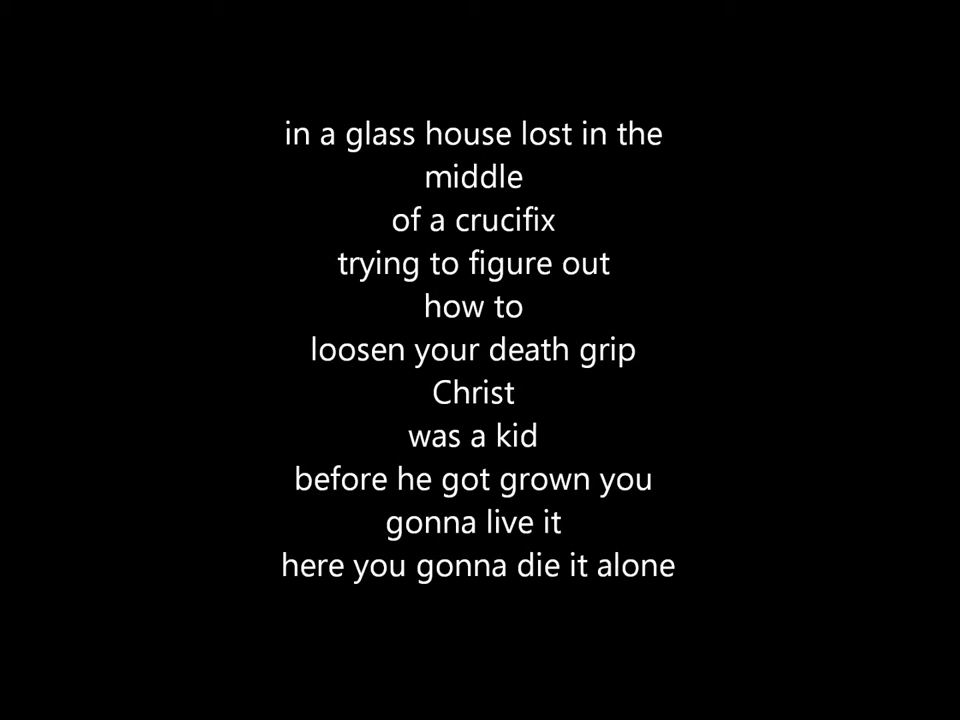 in a glass house lost in the
middle
of a crucifix
trying to figure out
how to
loosen your death grip
Christ
was a kid
before he got grown you
gonna live it
here you gonna die it alone